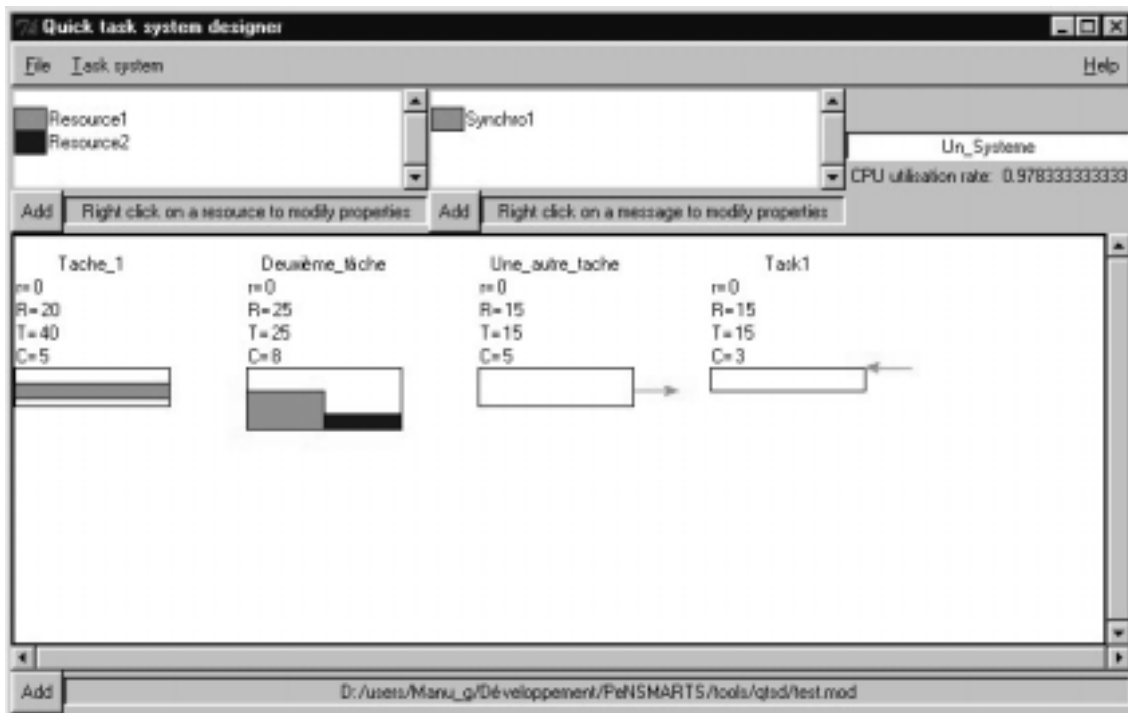 Quick task system designer
File Task system Help
Resource1
Resource2
Synchro1
Un_Systeme
CPU utilisation rate: 0.978333333333
Add Right click on a resource to modify properties Add Right click on a message to modify properties
Tache_1 Deuxième_tâche Une_autre_tache Task1
r=0 r=0 r=0 r=0
R=20 R=25 R=15 R=15
T=40 T=25 T=15 T=15
C=5 C=8 C=5 C=3
Add D:/users/Manu_g/Développement/PeNSMARTS/tools/qtsd/test.mod